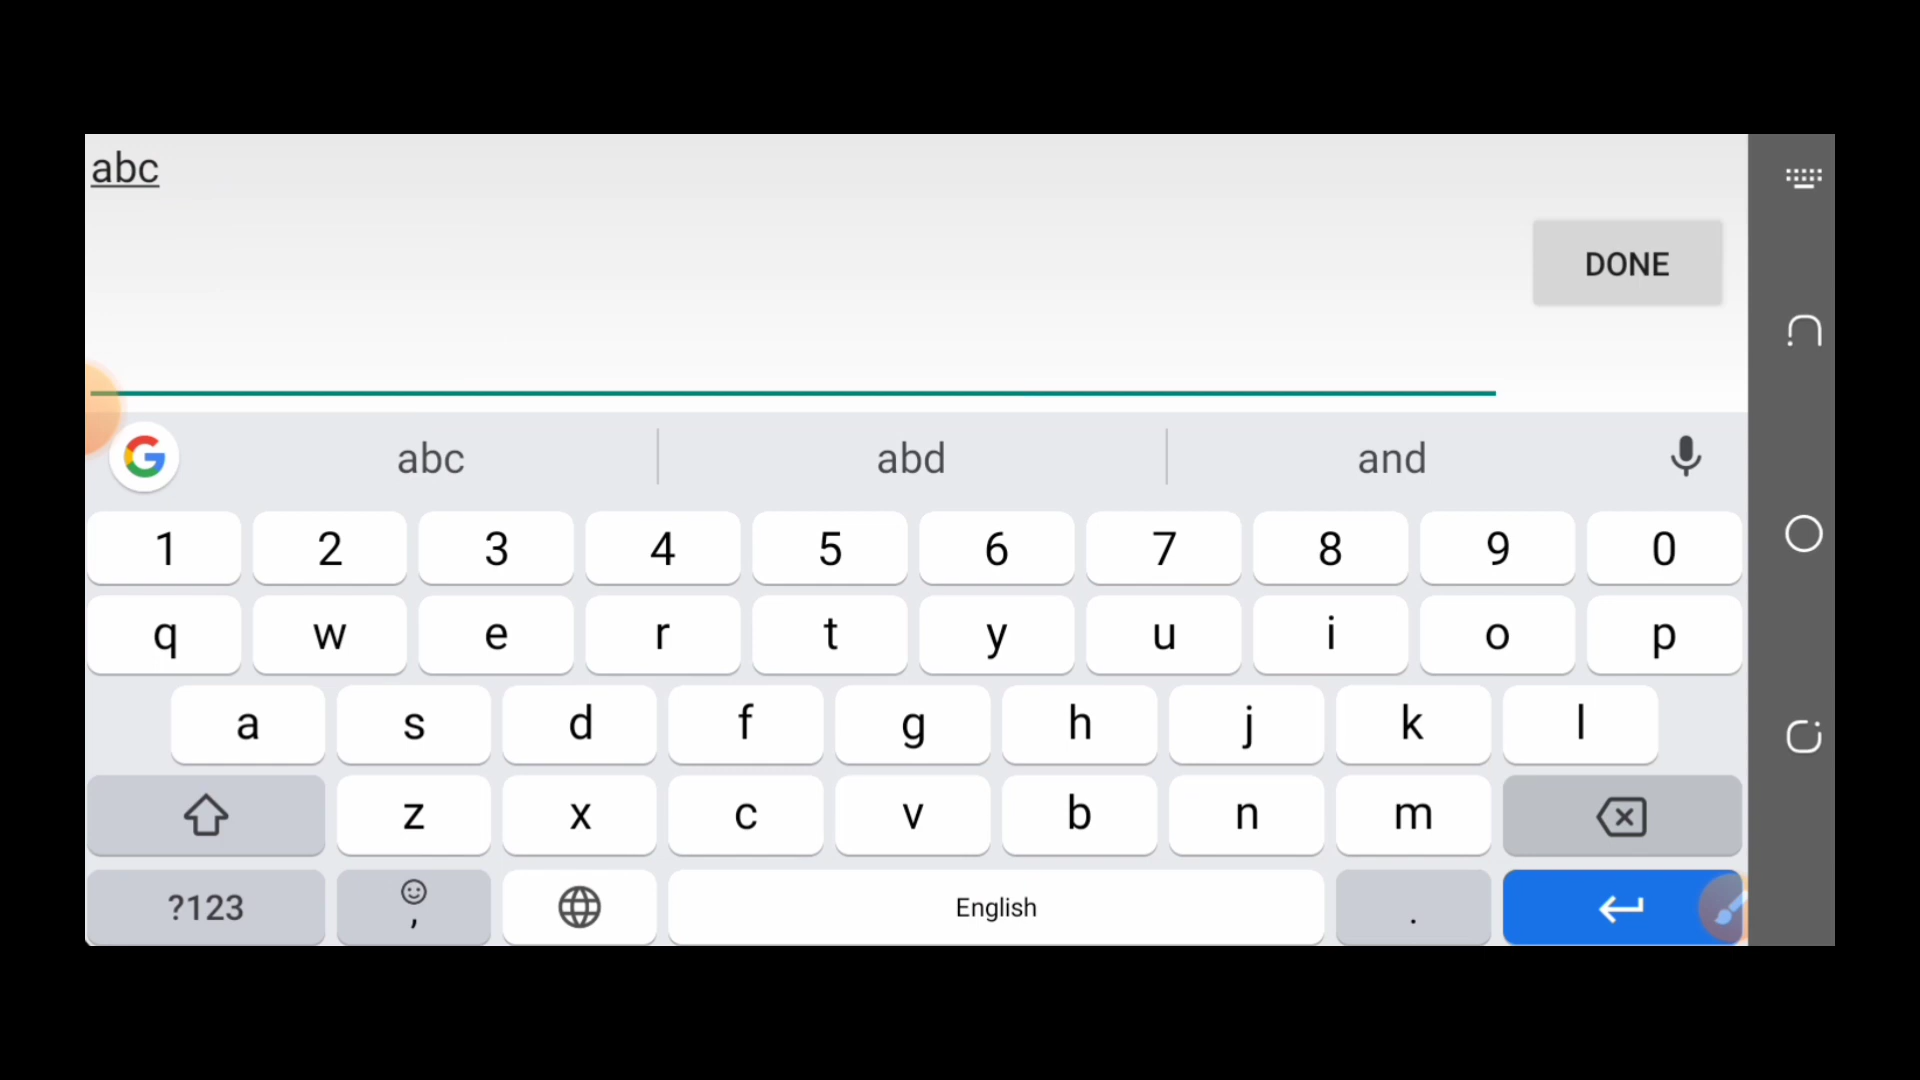 abc
DONE
abc abd and
1 2 3 4 5 6 7 8 9 0
q w e r t y u i o p
a s d f g h j k l
z x c v b n m
?123 , English .